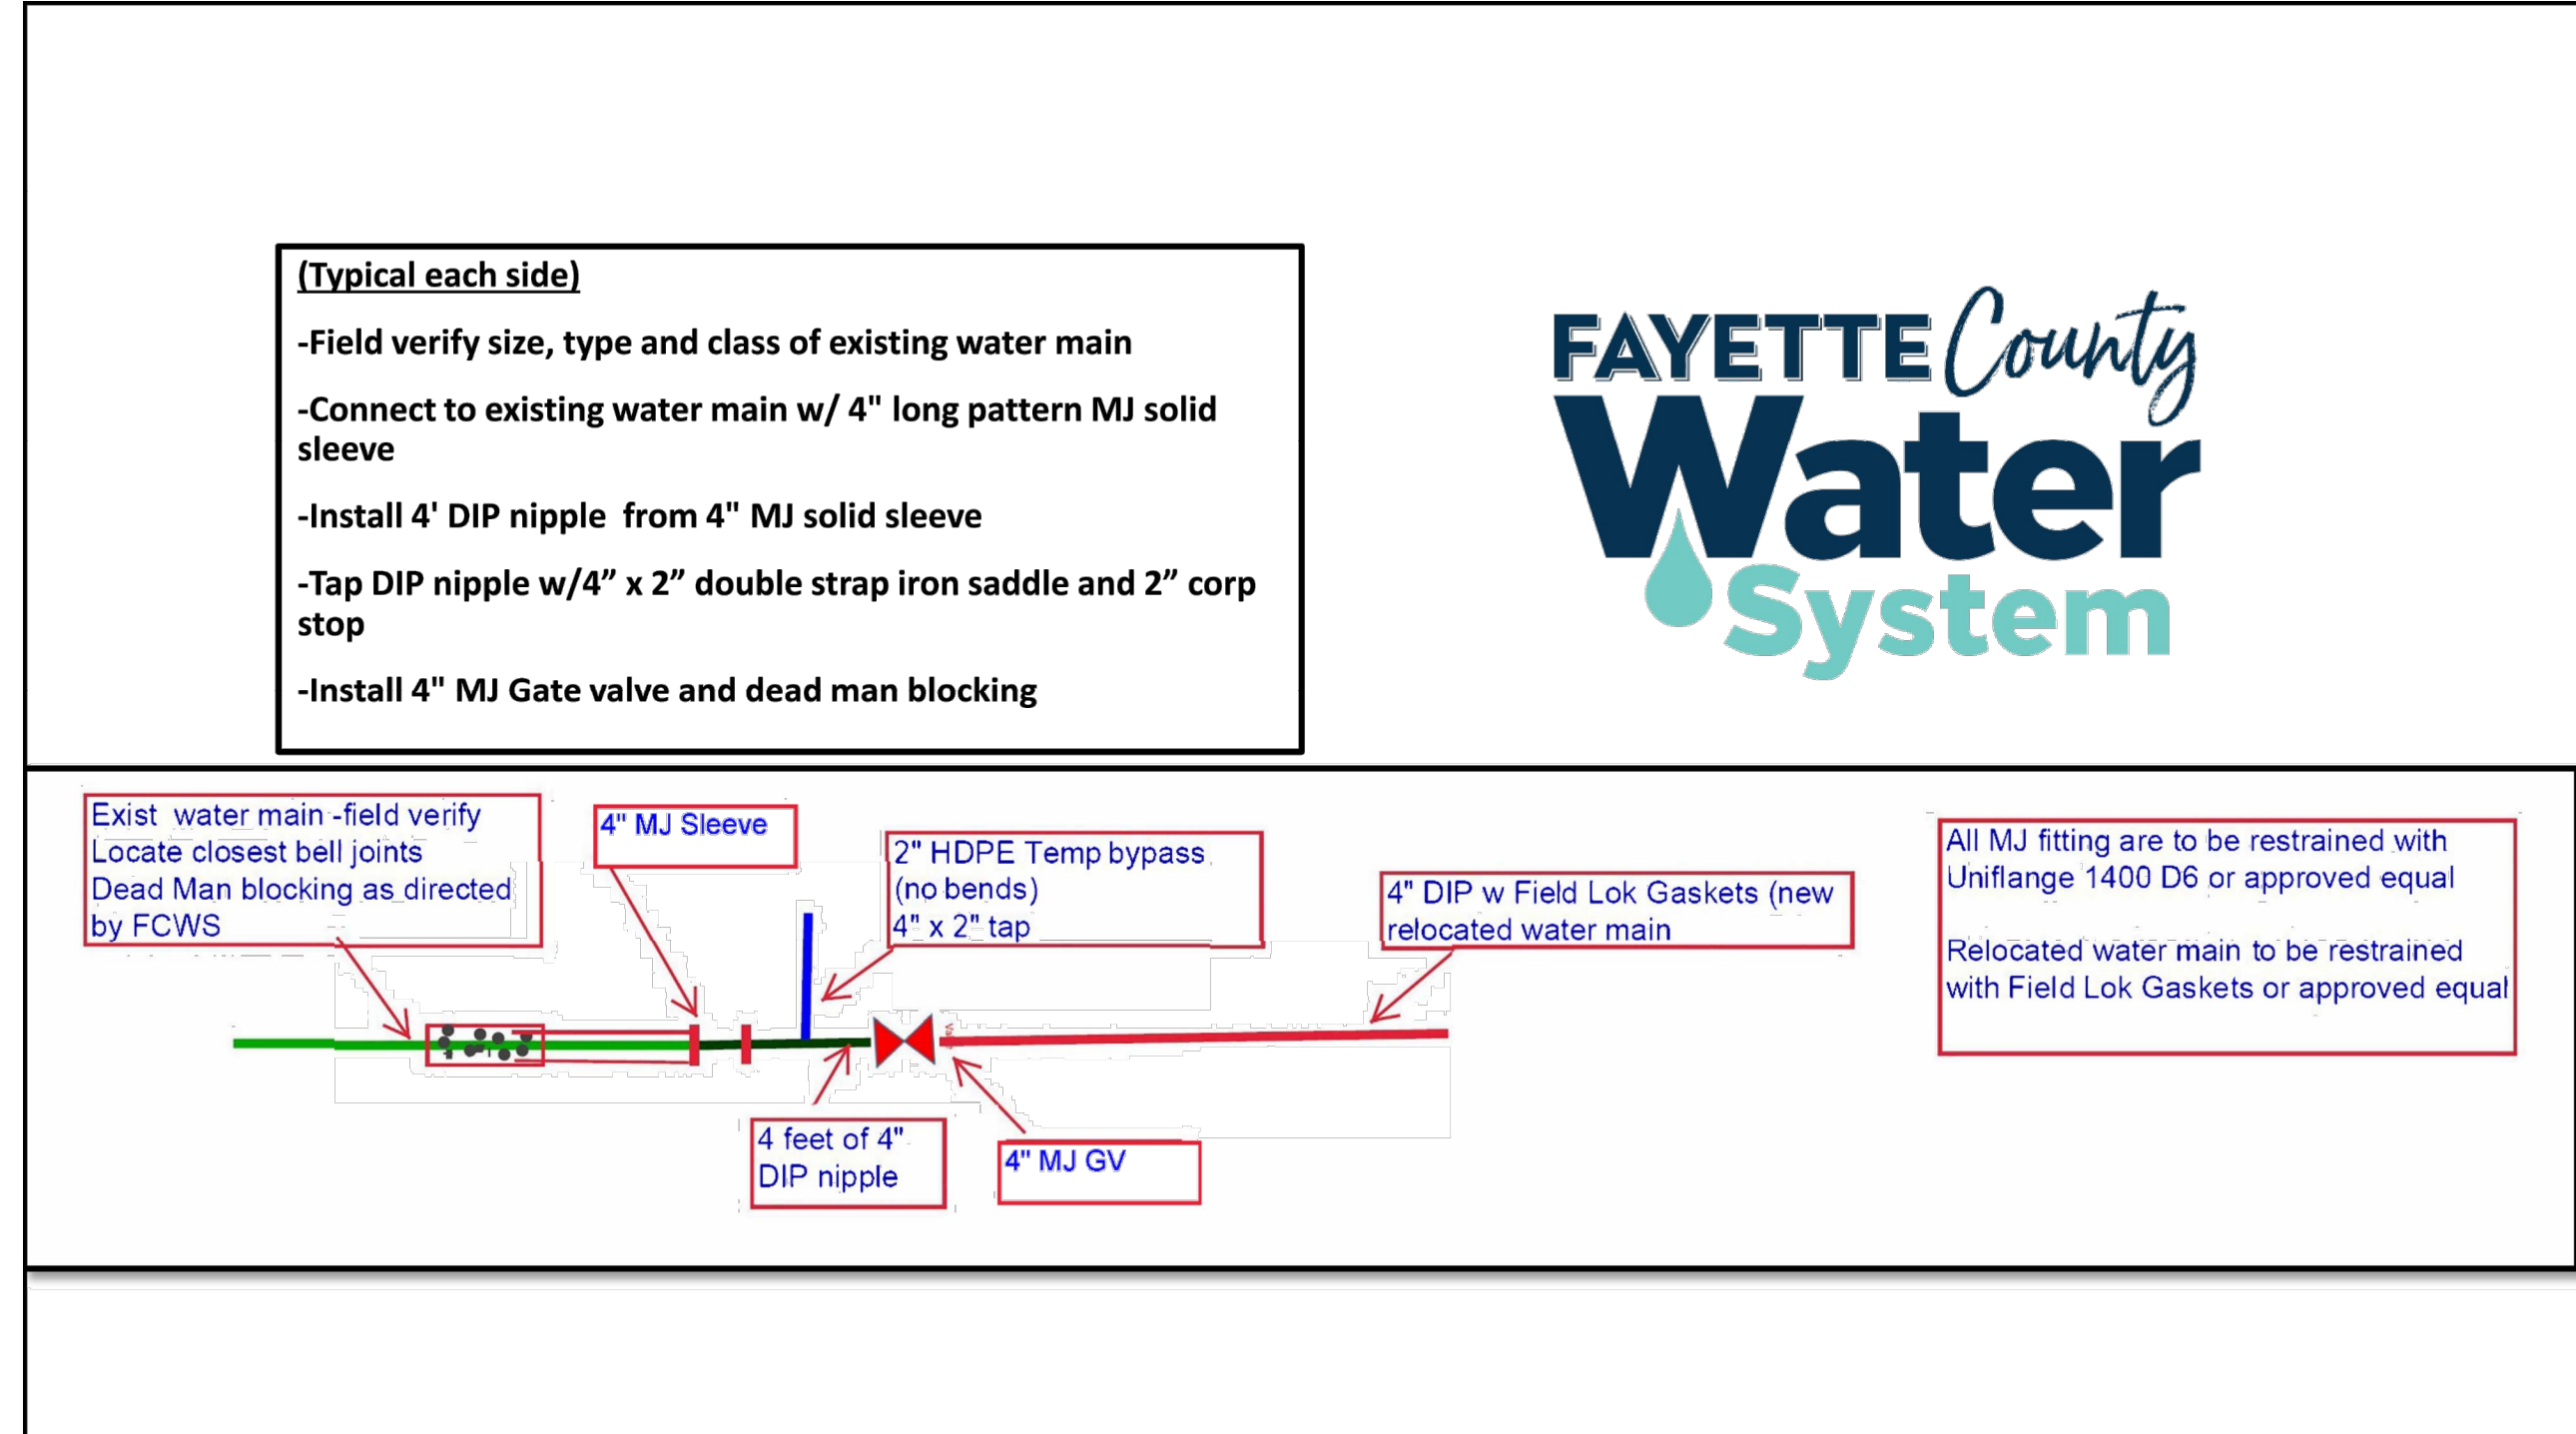 (Typical each side)
-Field verify size, type and class of existing water main
-Connect to existing water main w/ 4" long pattern MJ solid
sleeve
-Install 4' DIP nipple  from 4" MJ solid sleeve
-Tap DIP nipple w/4” x 2” double strap iron saddle and 2” corp
stop
-Install 4" MJ Gate valve and dead man blocking
FAYETTE County
Water
System
Exist  water main -field verify
Locate closest bell joints
Dead Man blocking as directed
by FCWS
4" MJ Sleeve
2" HDPE Temp bypass
(no bends)
4" x 2" tap
4" DIP w Field Lok Gaskets (new
relocated water main
All MJ fitting are to be restrained with
Uniflange 1400 D6 or approved equal
Relocated water main to be restrained
with Field Lok Gaskets or approved equal
4 feet of 4"
DIP nipple
4" MJ GV